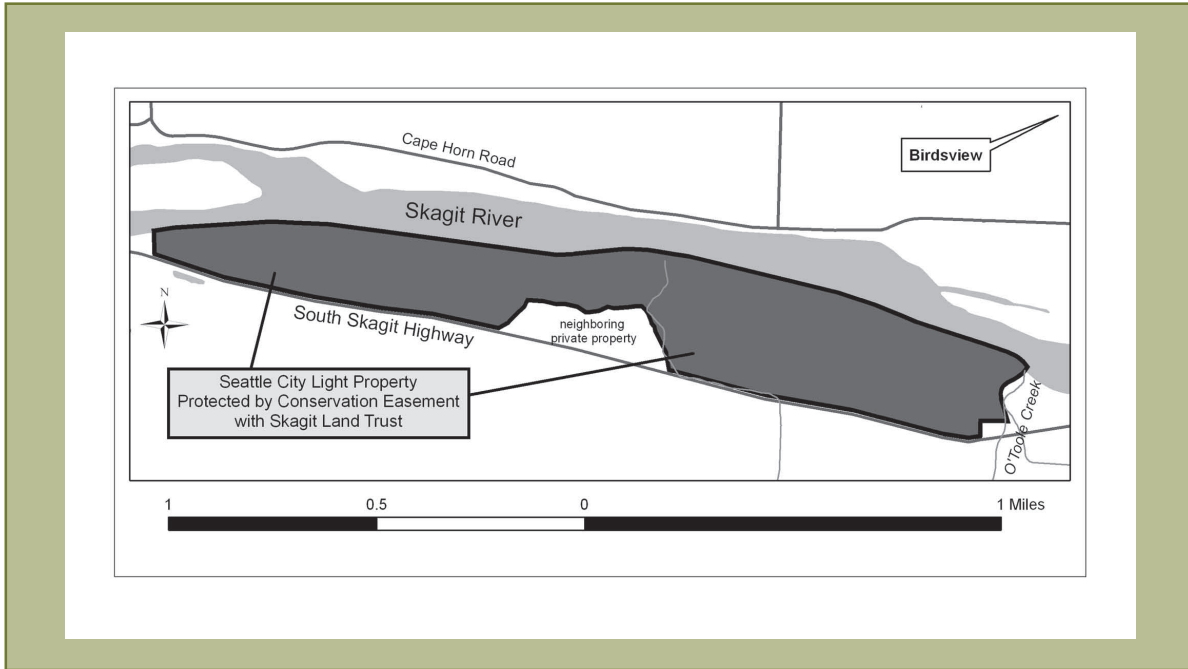 Cape Horn Road
Birdsview
Skagit River
N
South Skagit Highway
neighboring
private property
Seattle City Light Property
Protected by Conservation Easement
with Skagit Land Trust
O'Toole Creek
1 0.5 0 1 Miles